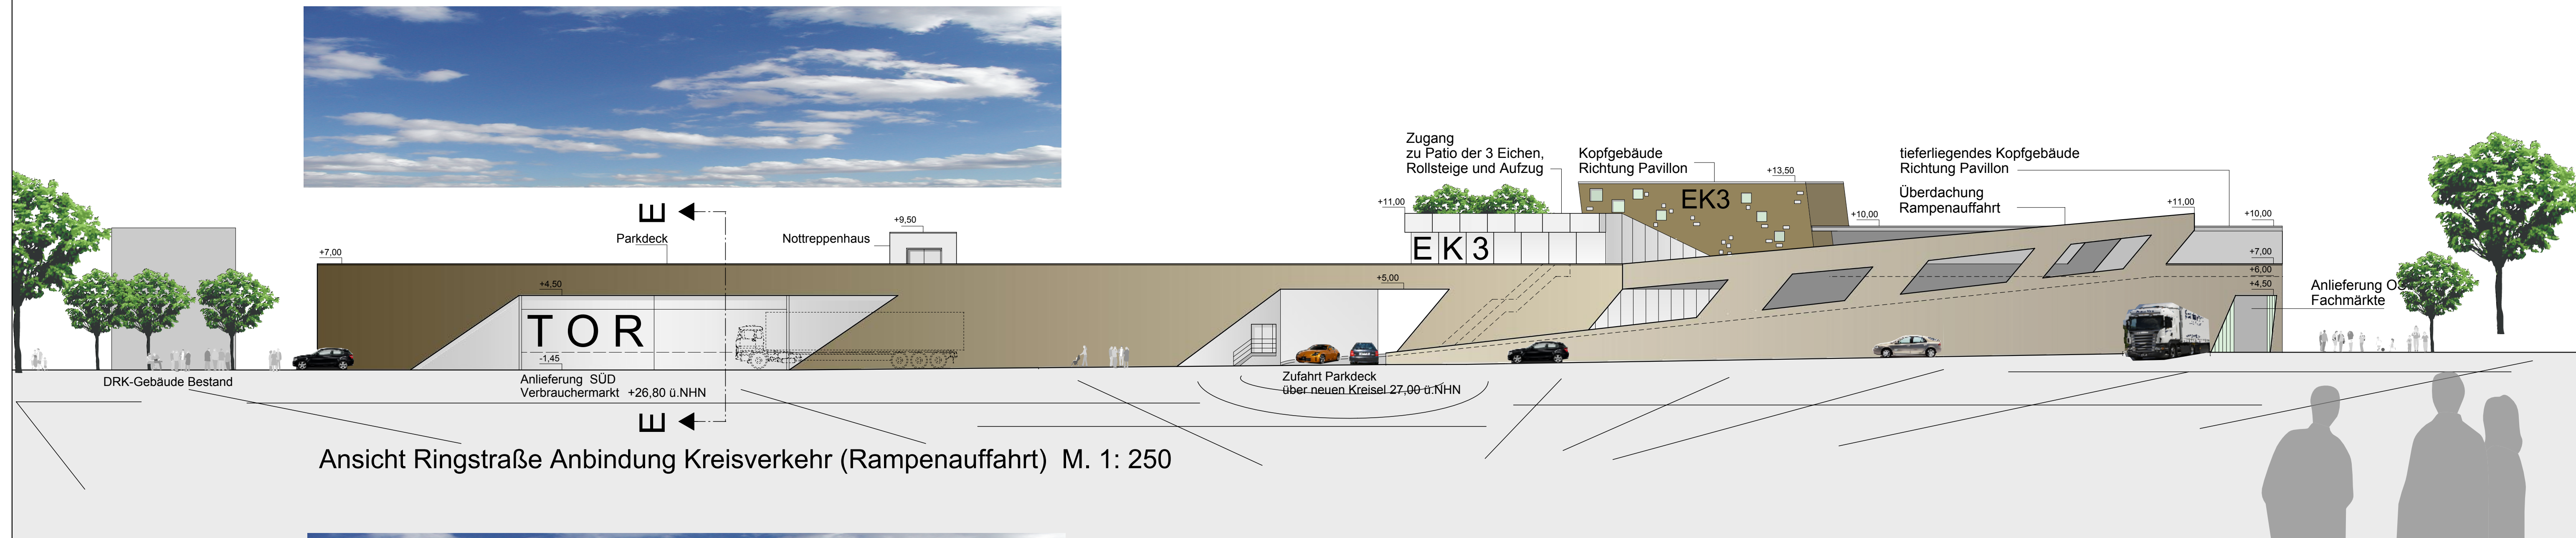 Zugang
zu Patio der 3 Eichen,
Rollsteige und Aufzug
Kopfgebäude
Richtung Pavillon
+13,50
tieferliegendes Kopfgebäude
Richtung Pavillon
Überdachung
Rampenauffahrt
EK3
+11,00
+11,00
+10,00
+10,00
E
+9,50
Parkdeck
Nottreppenhaus
EK3
+7,00
+7,00
+6,00
+5,00
+4,50
+4,50
Anlieferung
Fachmärkte
TOR
-1,45
DRK-Gebäude Bestand
Anlieferung SÜD
Verbrauchermarkt +26,80 ü.NHN
Zufahrt Parkdeck
über neuen Kreisel 27,00 ü.NHN
E
Ansicht Ringstraße Anbindung Kreisverkehr (Rampenauffahrt) M. 1: 250